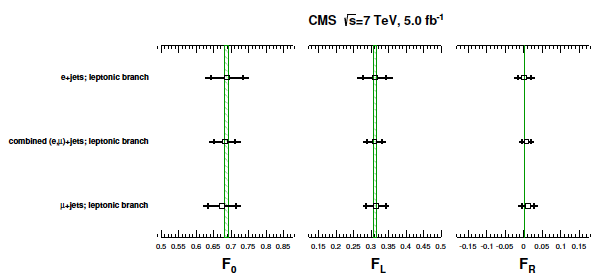 CMS √s=7 TeV, 5.0 fb⁻¹
e+jets; leptonic branch
combined (e,μ)+jets; leptonic branch
μ+jets; leptonic branch
0.5 0.55 0.6 0.65 0.7 0.75 0.8 0.85
0.15 0.2 0.25 0.3 0.35 0.4 0.45 0.5
-0.15 -0.1 -0.05 0 0.05 0.1 0.15
F₀ F_L F_R